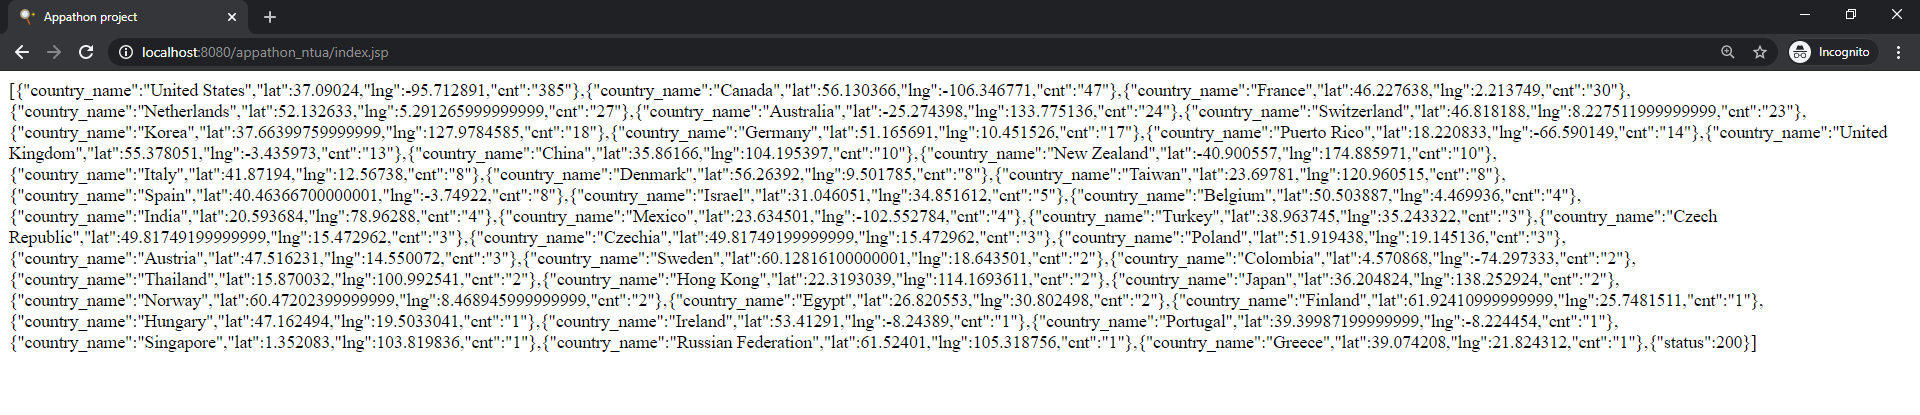 Appathon project
localhost:8080/appathon_ntua/index.jsp
Incognito
[{"country_name":"United States","lat":37.09024,"lng":-95.712891,"cnt":"385"},{"country_name":"Canada","lat":56.130366,"lng":-106.346771,"cnt":"47"},{"country_name":"France","lat":46.227638,"lng":2.213749,"cnt":"30"},
{"country_name":"Netherlands","lat":52.132633,"lng":5.291265999999999,"cnt":"27"},{"country_name":"Australia","lat":-25.274398,"lng":133.775136,"cnt":"24"},{"country_name":"Switzerland","lat":46.818188,"lng":8.227511999999999,"cnt":"23"},
{"country_name":"Korea","lat":37.66399759999999,"lng":127.9784585,"cnt":"18"},{"country_name":"Germany","lat":51.165691,"lng":10.451526,"cnt":"17"},{"country_name":"Puerto Rico","lat":18.220833,"lng":-66.590149,"cnt":"14"},{"country_name":"United
Kingdom","lat":55.378051,"lng":-3.435973,"cnt":"13"},{"country_name":"China","lat":35.86166,"lng":104.195397,"cnt":"10"},{"country_name":"New Zealand","lat":-40.900557,"lng":174.885971,"cnt":"10"},
{"country_name":"Italy","lat":41.87194,"lng":12.56738,"cnt":"8"},{"country_name":"Denmark","lat":56.26392,"lng":9.501785,"cnt":"8"},{"country_name":"Taiwan","lat":23.69781,"lng":120.960515,"cnt":"8"},
{"country_name":"Spain","lat":40.46366700000001,"lng":-3.74922,"cnt":"8"},{"country_name":"Israel","lat":31.046051,"lng":34.851612,"cnt":"5"},{"country_name":"Belgium","lat":50.503887,"lng":4.469936,"cnt":"4"},
{"country_name":"India","lat":20.593684,"lng":78.96288,"cnt":"4"},{"country_name":"Mexico","lat":23.634501,"lng":-102.552784,"cnt":"4"},{"country_name":"Turkey","lat":38.963745,"lng":35.243322,"cnt":"3"},{"country_name":"Czech
Republic","lat":49.81749199999999,"lng":15.472962,"cnt":"3"},{"country_name":"Czechia","lat":49.81749199999999,"lng":15.472962,"cnt":"3"},{"country_name":"Poland","lat":51.919438,"lng":19.145136,"cnt":"3"},
{"country_name":"Austria","lat":47.516231,"lng":14.550072,"cnt":"3"},{"country_name":"Sweden","lat":60.12816100000001,"lng":18.643501,"cnt":"2"},{"country_name":"Colombia","lat":4.570868,"lng":-74.297333,"cnt":"2"},
{"country_name":"Thailand","lat":15.870032,"lng":100.992541,"cnt":"2"},{"country_name":"Hong Kong","lat":22.3193039,"lng":114.1693611,"cnt":"2"},{"country_name":"Japan","lat":36.204824,"lng":138.252924,"cnt":"2"},
{"country_name":"Norway","lat":60.47202399999999,"lng":8.468945999999999,"cnt":"2"},{"country_name":"Egypt","lat":26.820553,"lng":30.802498,"cnt":"2"},{"country_name":"Finland","lat":61.92410999999999,"lng":25.7481511,"cnt":"1"},
{"country_name":"Hungary","lat":47.162494,"lng":19.5033041,"cnt":"1"},{"country_name":"Ireland","lat":53.41291,"lng":-8.24389,"cnt":"1"},{"country_name":"Portugal","lat":39.39987199999999,"lng":-8.224454,"cnt":"1"},
{"country_name":"Singapore","lat":1.352083,"lng":103.819836,"cnt":"1"},{"country_name":"Russian Federation","lat":61.52401,"lng":105.318756,"cnt":"1"},{"country_name":"Greece","lat":39.074208,"lng":21.824312,"cnt":"1"},{"status":200}]